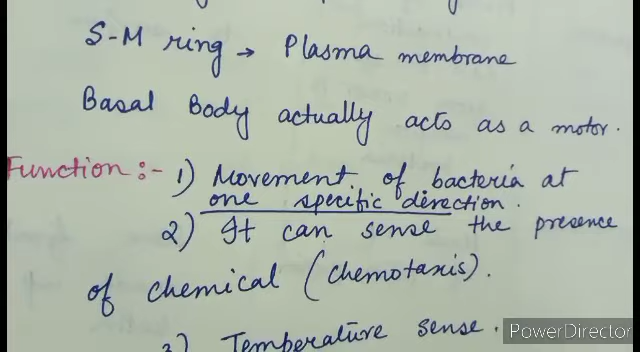 S-M ring → Plasma membrane
Basal Body actually acts as a motor.
Function :- 1) Movement of bacteria at
one specific direction.
2) It can sense the presence
of chemical (chemotaxis).
3) Temperature sense.
PowerDirector